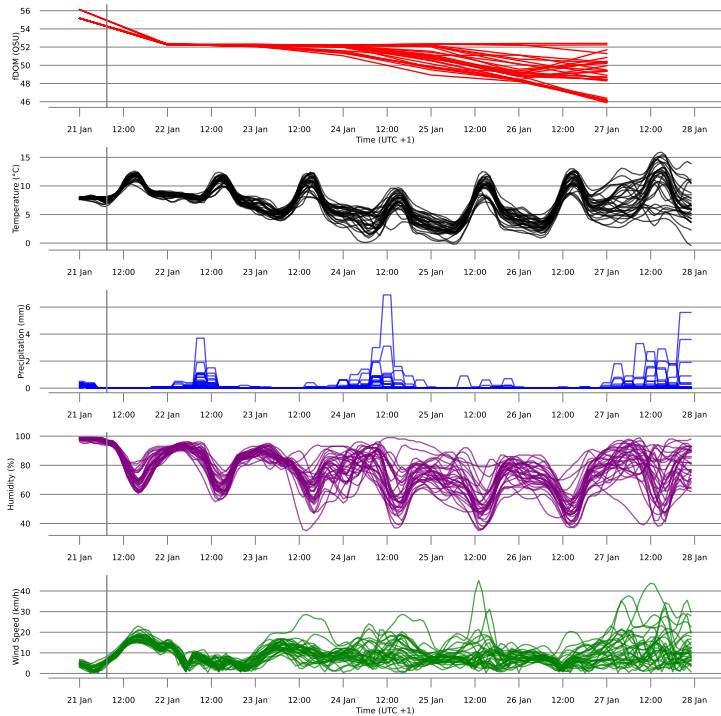 56
54
52
50
48
46
fDOM (QSU)
21 Jan 12:00 22 Jan 12:00 23 Jan 12:00 24 Jan 12:00 25 Jan 12:00 26 Jan 12:00 27 Jan 12:00 28 Jan
Time (UTC +1)
15
10
5
0
Temperature (°C)
21 Jan 12:00 22 Jan 12:00 23 Jan 12:00 24 Jan 12:00 25 Jan 12:00 26 Jan 12:00 27 Jan 12:00 28 Jan
6
4
2
0
Precipitation (mm)
21 Jan 12:00 22 Jan 12:00 23 Jan 12:00 24 Jan 12:00 25 Jan 12:00 26 Jan 12:00 27 Jan 12:00 28 Jan
100
80
60
40
Humidity (%)
21 Jan 12:00 22 Jan 12:00 23 Jan 12:00 24 Jan 12:00 25 Jan 12:00 26 Jan 12:00 27 Jan 12:00 28 Jan
40
30
20
10
0
Wind Speed (km/h)
21 Jan 12:00 22 Jan 12:00 23 Jan 12:00 24 Jan 12:00 25 Jan 12:00 26 Jan 12:00 27 Jan 12:00 28 Jan
Time (UTC +1)